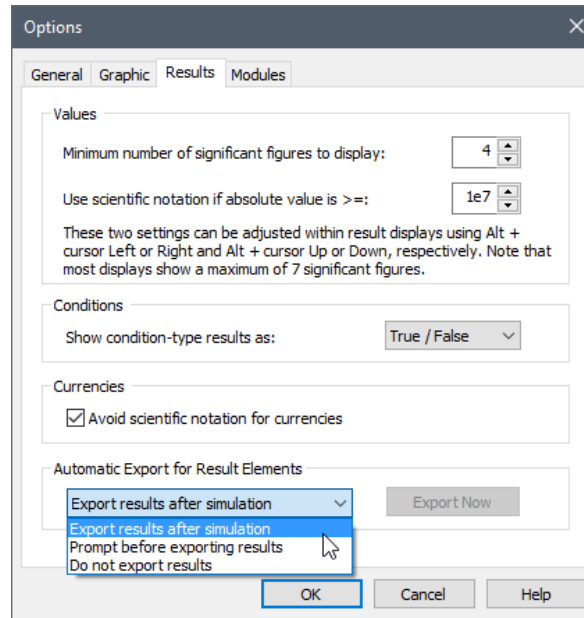 Options
General Graphic Results Modules
Values
Minimum number of significant figures to display: 4
Use scientific notation if absolute value is >=: 1e7
These two settings can be adjusted within result displays using Alt +
cursor Left or Right and Alt + cursor Up or Down, respectively. Note that
most displays show a maximum of 7 significant figures.
Conditions
Show condition-type results as: True / False
Currencies
Avoid scientific notation for currencies
Automatic Export for Result Elements
Export results after simulation Export Now
Export results after simulation
Prompt before exporting results
Do not export results
OK Cancel Help